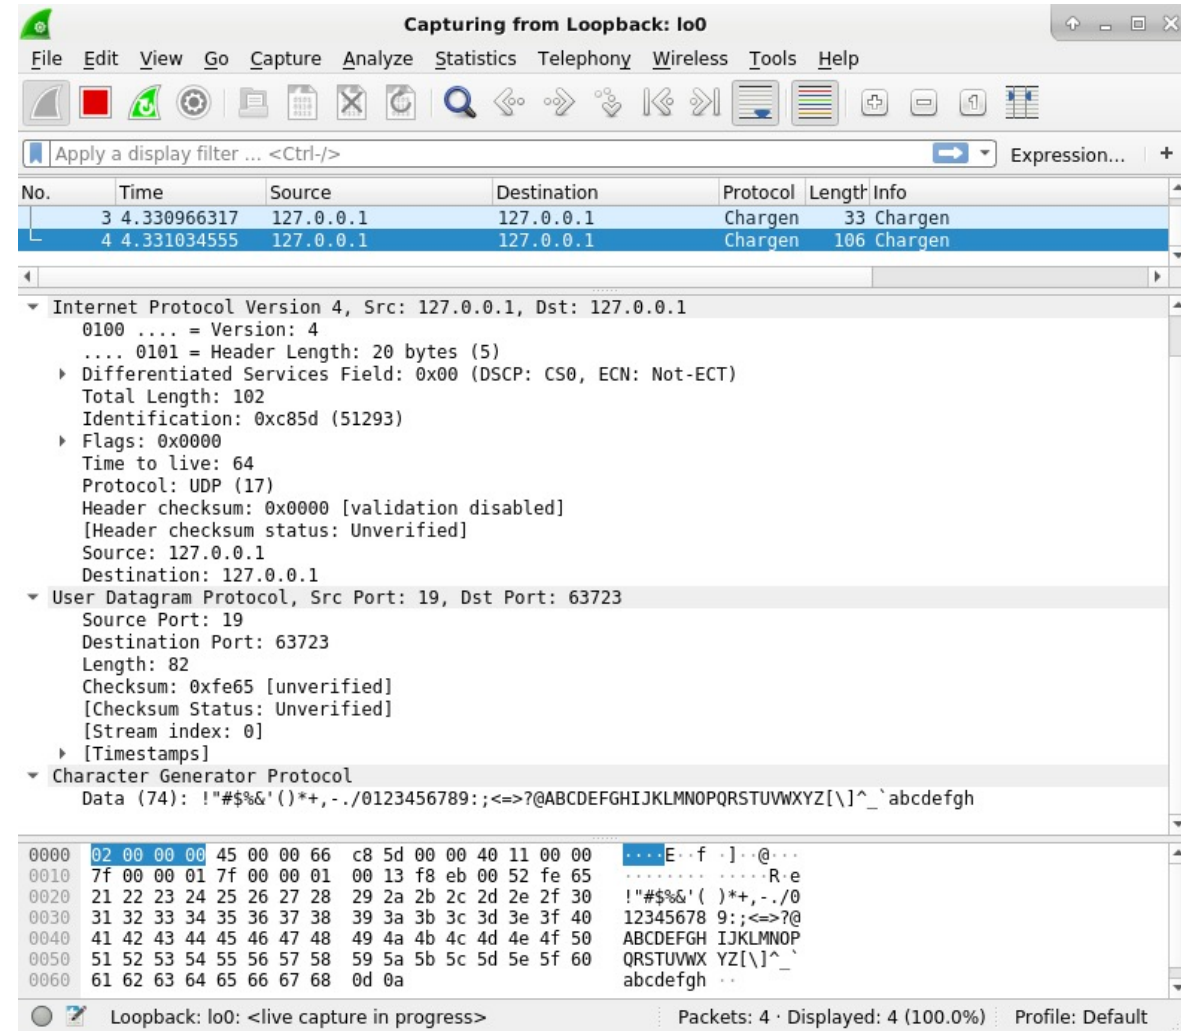 Capturing from Loopback: lo0
File Edit View Go Capture Analyze Statistics Telephony Wireless Tools Help
Apply a display filter ... <Ctrl-/> Expression... +
No. Time Source Destination Protocol Length Info
3 4.330966317 127.0.0.1 127.0.0.1 Chargen 33 Chargen
4 4.331034555 127.0.0.1 127.0.0.1 Chargen 106 Chargen
Internet Protocol Version 4, Src: 127.0.0.1, Dst: 127.0.0.1
0100 .... = Version: 4
.... 0101 = Header Length: 20 bytes (5)
Differentiated Services Field: 0x00 (DSCP: CS0, ECN: Not-ECT)
Total Length: 102
Identification: 0xc85d (51293)
Flags: 0x0000
Time to live: 64
Protocol: UDP (17)
Header checksum: 0x0000 [validation disabled]
[Header checksum status: Unverified]
Source: 127.0.0.1
Destination: 127.0.0.1
User Datagram Protocol, Src Port: 19, Dst Port: 63723
Source Port: 19
Destination Port: 63723
Length: 82
Checksum: 0xfe65 [unverified]
[Checksum Status: Unverified]
[Stream index: 0]
[Timestamps]
Character Generator Protocol
Data (74): !"#$%&'()*+,-./0123456789:;<=>?@ABCDEFGHIJKLMNOPQRSTUVWXYZ[\]^_`abcdefgh
0000 02 00 00 00 45 00 00 66 c8 5d 00 00 40 11 00 00 ····E··f ·]··@···
0010 7f 00 00 01 7f 00 00 01 00 13 f8 eb 00 52 fe 65 ········ ·····R·e
0020 21 22 23 24 25 26 27 28 29 2a 2b 2c 2d 2e 2f 30 !"#$%&'( )*+,-./0
0030 31 32 33 34 35 36 37 38 39 3a 3b 3c 3d 3e 3f 40 12345678 9:;<=>?@
0040 41 42 43 44 45 46 47 48 49 4a 4b 4c 4d 4e 4f 50 ABCDEFGH IJKLMNOP
0050 51 52 53 54 55 56 57 58 59 5a 5b 5c 5d 5e 5f 60 QRSTUVWX YZ[\]^_`
0060 61 62 63 64 65 66 67 68 0d 0a abcdefgh ··
Loopback: lo0: <live capture in progress> Packets: 4 · Displayed: 4 (100.0%) Profile: Default